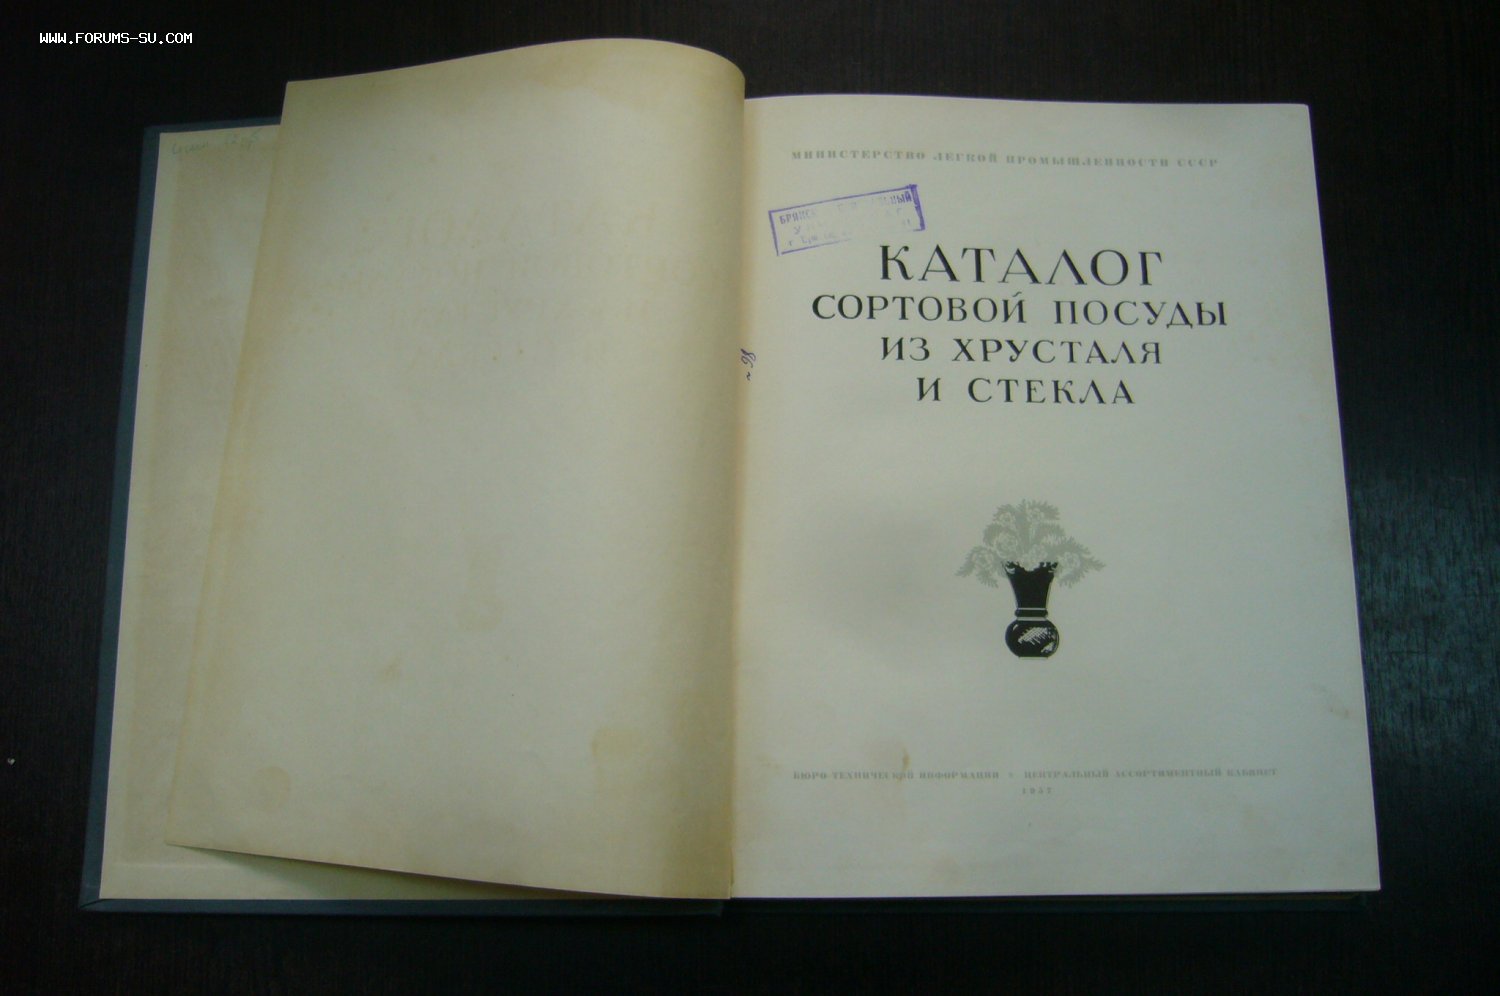 WWW.FORUMS-SU.COM
МИНИСТЕРСТВО ЛЕГКОЙ ПРОМЫШЛЕННОСТИ СССР
КАТАЛОГ
СОРТОВОЙ ПОСУДЫ
ИЗ ХРУСТАЛЯ
И СТЕКЛА
БЮРО ТЕХНИЧЕСКОЙ ИНФОРМАЦИИ • ЦЕНТРАЛЬНЫЙ АССОРТИМЕНТНЫЙ КАБИНЕТ
1957